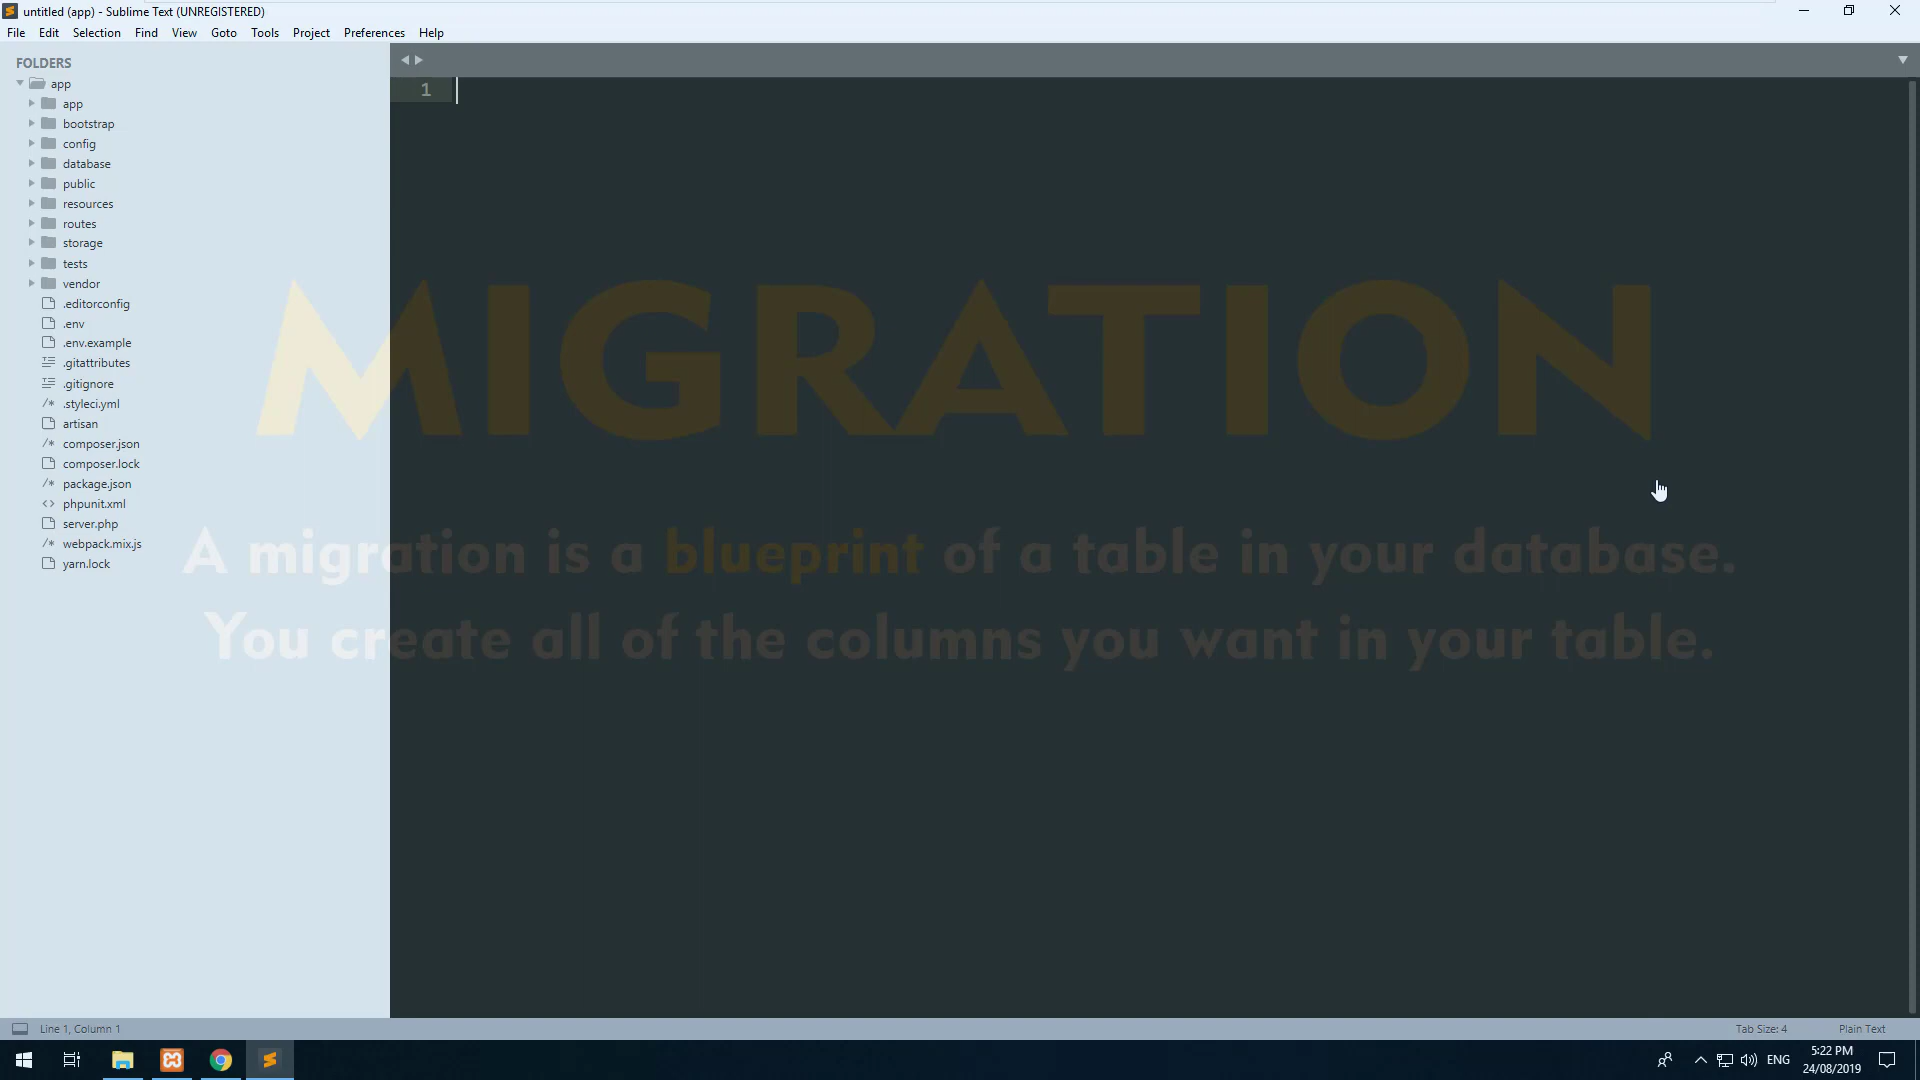 untitled (app) - Sublime Text (UNREGISTERED)
File Edit Selection Find View Goto Tools Project Preferences Help
FOLDERS
app
app
bootstrap
config
database
public
resources
routes
storage
tests
vendor
.editorconfig
.env
.env.example
.gitattributes
.gitignore
.styleci.yml
artisan
composer.json
composer.lock
package.json
phpunit.xml
server.php
webpack.mix.js
yarn.lock
1
MIGRATION
A migration is a blueprint of a table in your database.
You create all of the columns you want in your table.
Line 1, Column 1
Tab Size: 4
Plain Text
ENG
5:22 PM
24/08/2019